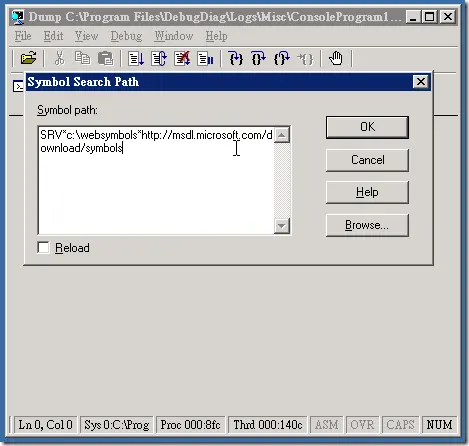 Dump C:\Program Files\DebugDiag\Logs\Misc\ConsoleProgram1...
File Edit View Debug Window Help
Symbol Search Path
Symbol path:
SRV*c:\websymbols*http://msdl.microsoft.com/d
ownload/symbols
OK
Cancel
Help
Browse...
Reload
Ln 0, Col 0 Sys 0:C:\Prog Proc 000:8fc Thrd 000:140c ASM OVR CAPS NUM